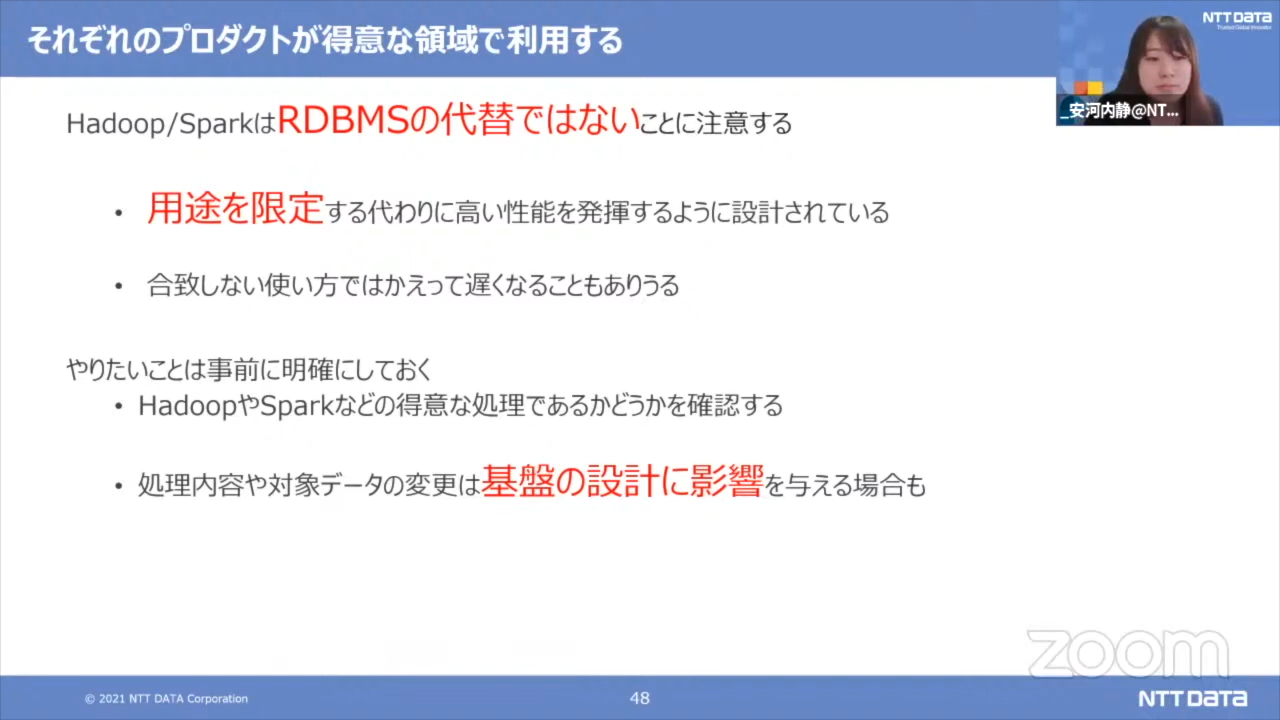 それぞれのプロダクトが得意な領域で利用する
NTT DATA
Trusted Global Innovator
_安河内静@NT...
Hadoop/SparkはRDBMSの代替ではないことに注意する
• 用途を限定する代わりに高い性能を発揮するように設計されている
• 合致しない使い方ではかえって遅くなることもありうる
やりたいことは事前に明確にしておく
• HadoopやSparkなどの得意な処理であるかどうかを確認する
• 処理内容や対象データの変更は基盤の設計に影響を与える場合も
zoom
© 2021 NTT DATA Corporation
48
NTT DATA